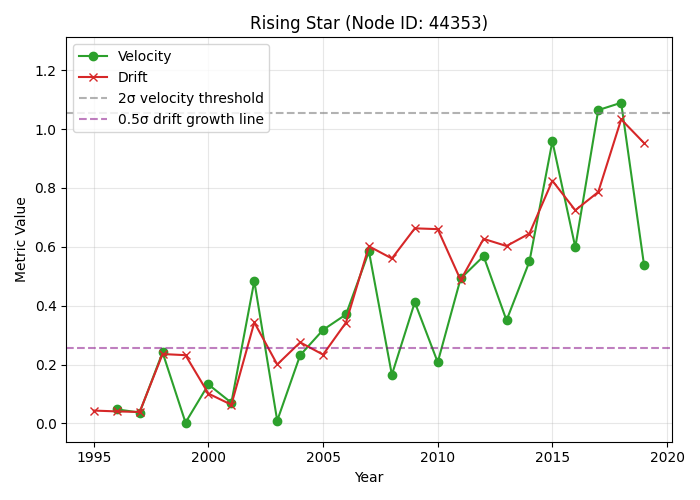 Rising Star (Node ID: 44353)
Velocity
Drift
2σ velocity threshold
0.5σ drift growth line
Metric Value
1.2
1.0
0.8
0.6
0.4
0.2
0.0
1995 2000 2005 2010 2015 2020
Year